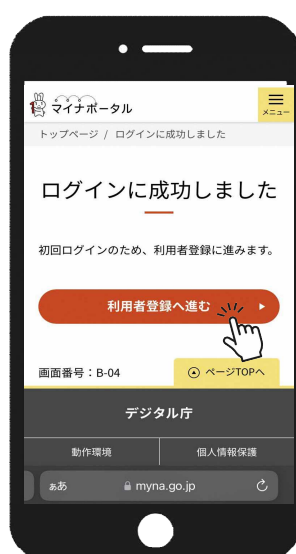 マイナポータル
メニュー
トップページ / ログインに成功しました
ログインに成功しました
初回ログインのため、利用者登録に進みます。
利用者登録へ進む
画面番号：B-04
ページTOPへ
デジタル庁
動作環境
個人情報保護
ぁあ
myna.go.jp